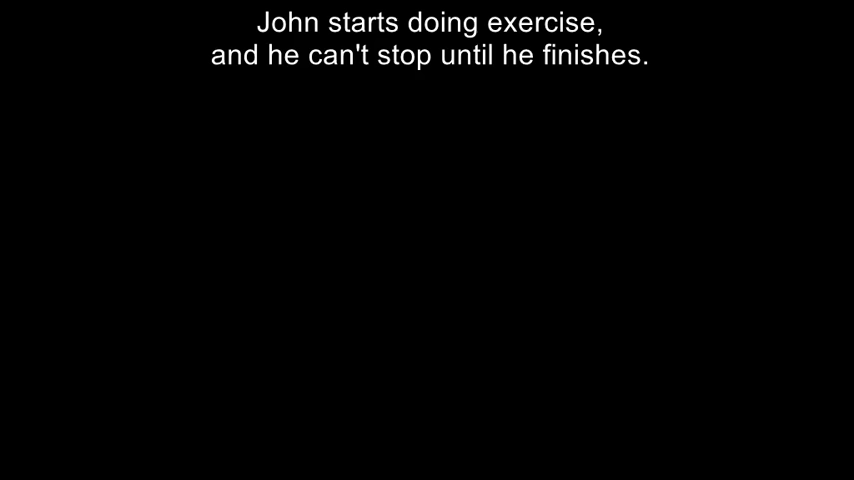 John starts doing exercise,
and he can't stop until he finishes.